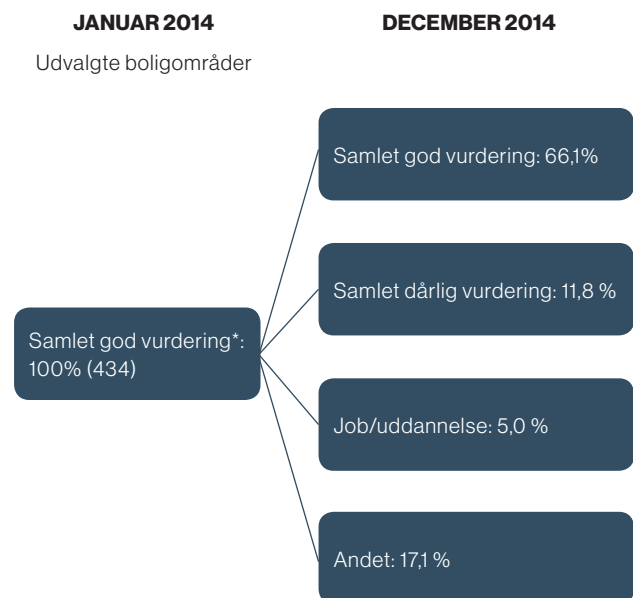 JANUAR 2014
Udvalgte boligområder
DECEMBER 2014
Samlet god vurdering*:
100% (434)
Samlet god vurdering: 66,1%
Samlet dårlig vurdering: 11,8 %
Job/uddannelse: 5,0 %
Andet: 17,1 %